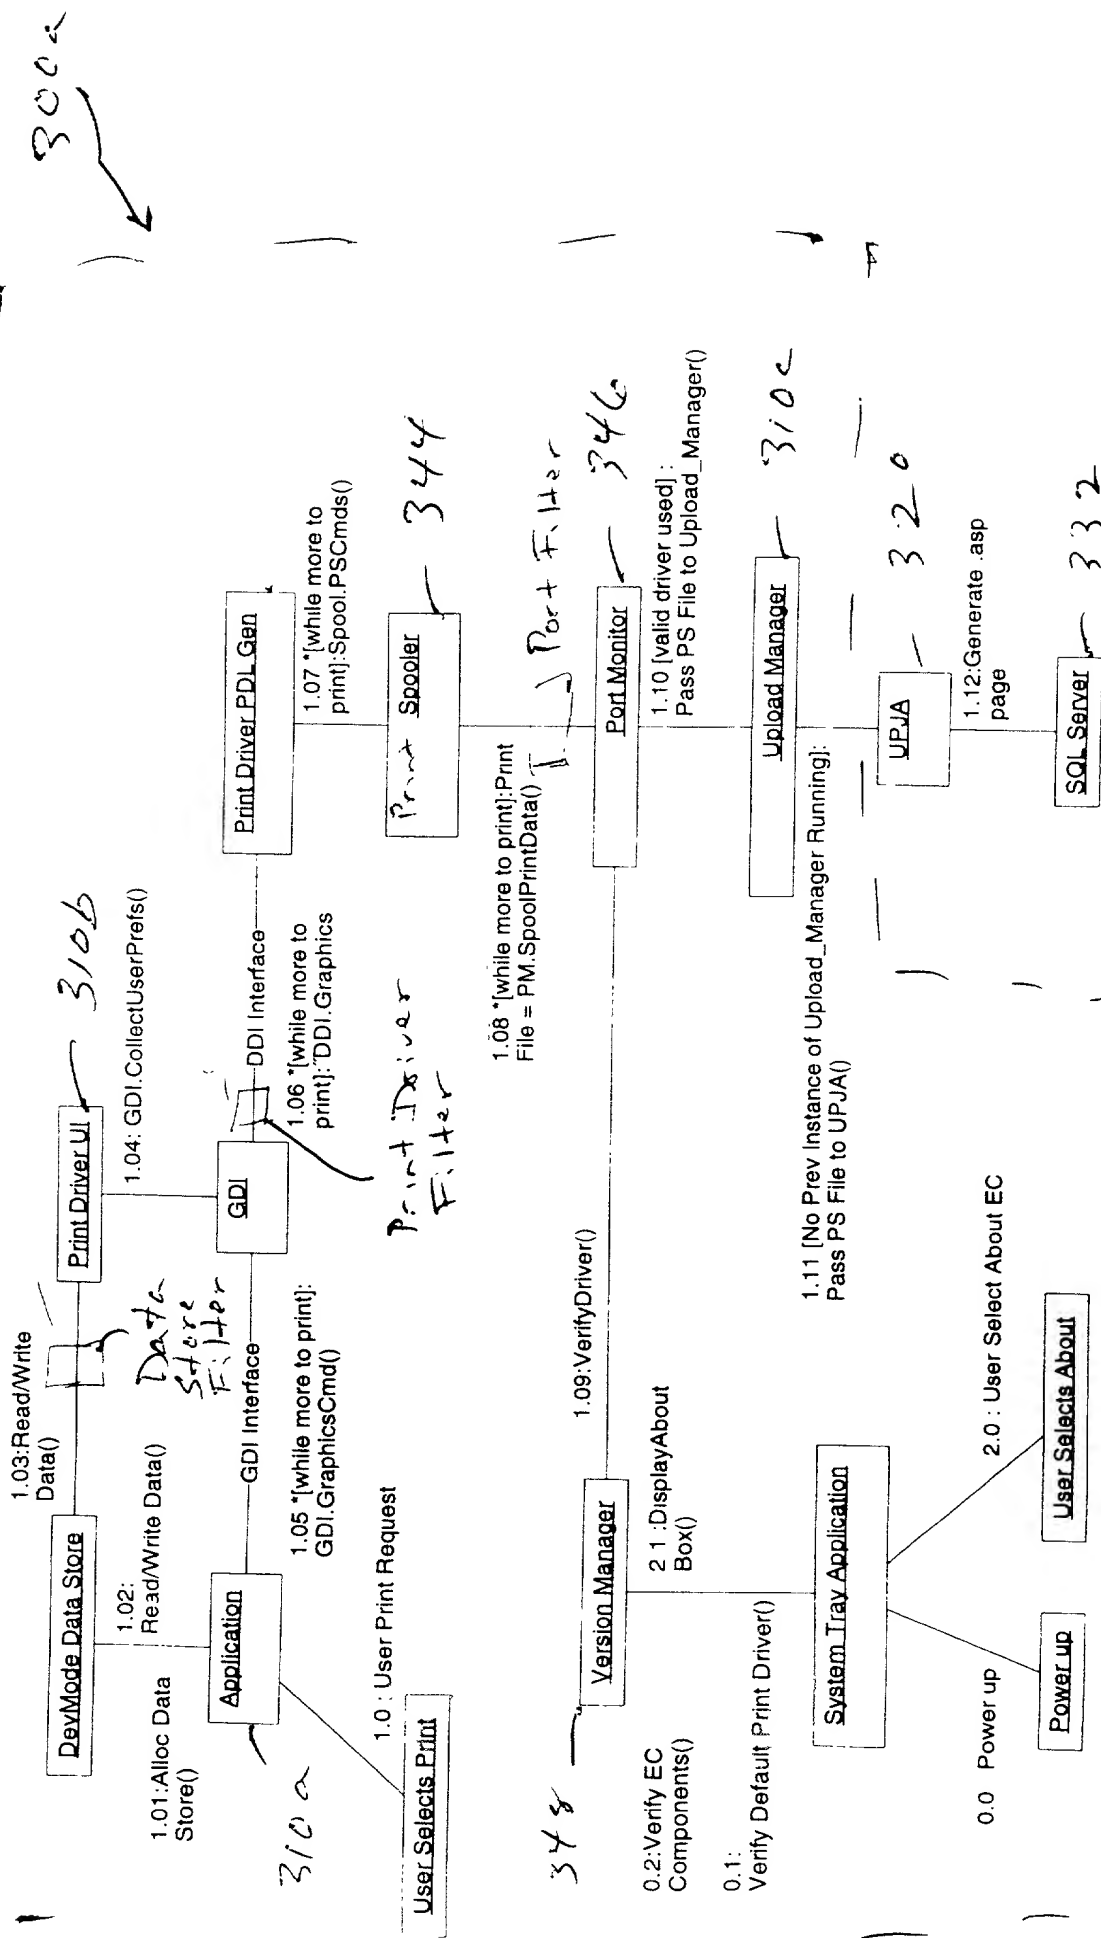 300a
1.03:Read/Write
Data()
DevMode Data Store
Print Driver UI
310b
1.02:
Read/Write Data()
1.01:Alloc Data
Store()
Data
Store
Filter
1.04: GDI.CollectUserPrefs()
Application
310a
GDI Interface
GDI
DDI Interface
Print Driver PDL Gen
1.05 *[while more to print]:
GDI.GraphicsCmd()
1.06 *[while more to
print]: DDI.Graphics
1.07 *[while more to
print]:Spool.PSCmds()
1.0 : User Print Request
User Selects Print
Print Driver
Filter
Print Spooler
344
1.08 *[while more to print]:Print
File = PM.SpoolPrintData()
Port Filter
348
Version Manager
1.09:VerifyDriver()
Port Monitor
346
0.2:Verify EC
Components()
2 1 :DisplayAbout
Box()
1.10 [valid driver used] :
Pass PS File to Upload_Manager()
0.1:
Verify Default Print Driver()
Upload Manager
310c
1.11 [No Prev Instance of Upload_Manager Running]:
Pass PS File to UPJA()
System Tray Application
UPJA
320
0.0 Power up
2.0 : User Select About EC
1.12:Generate .asp
page
Power up
User Selects About
SQL Server
332